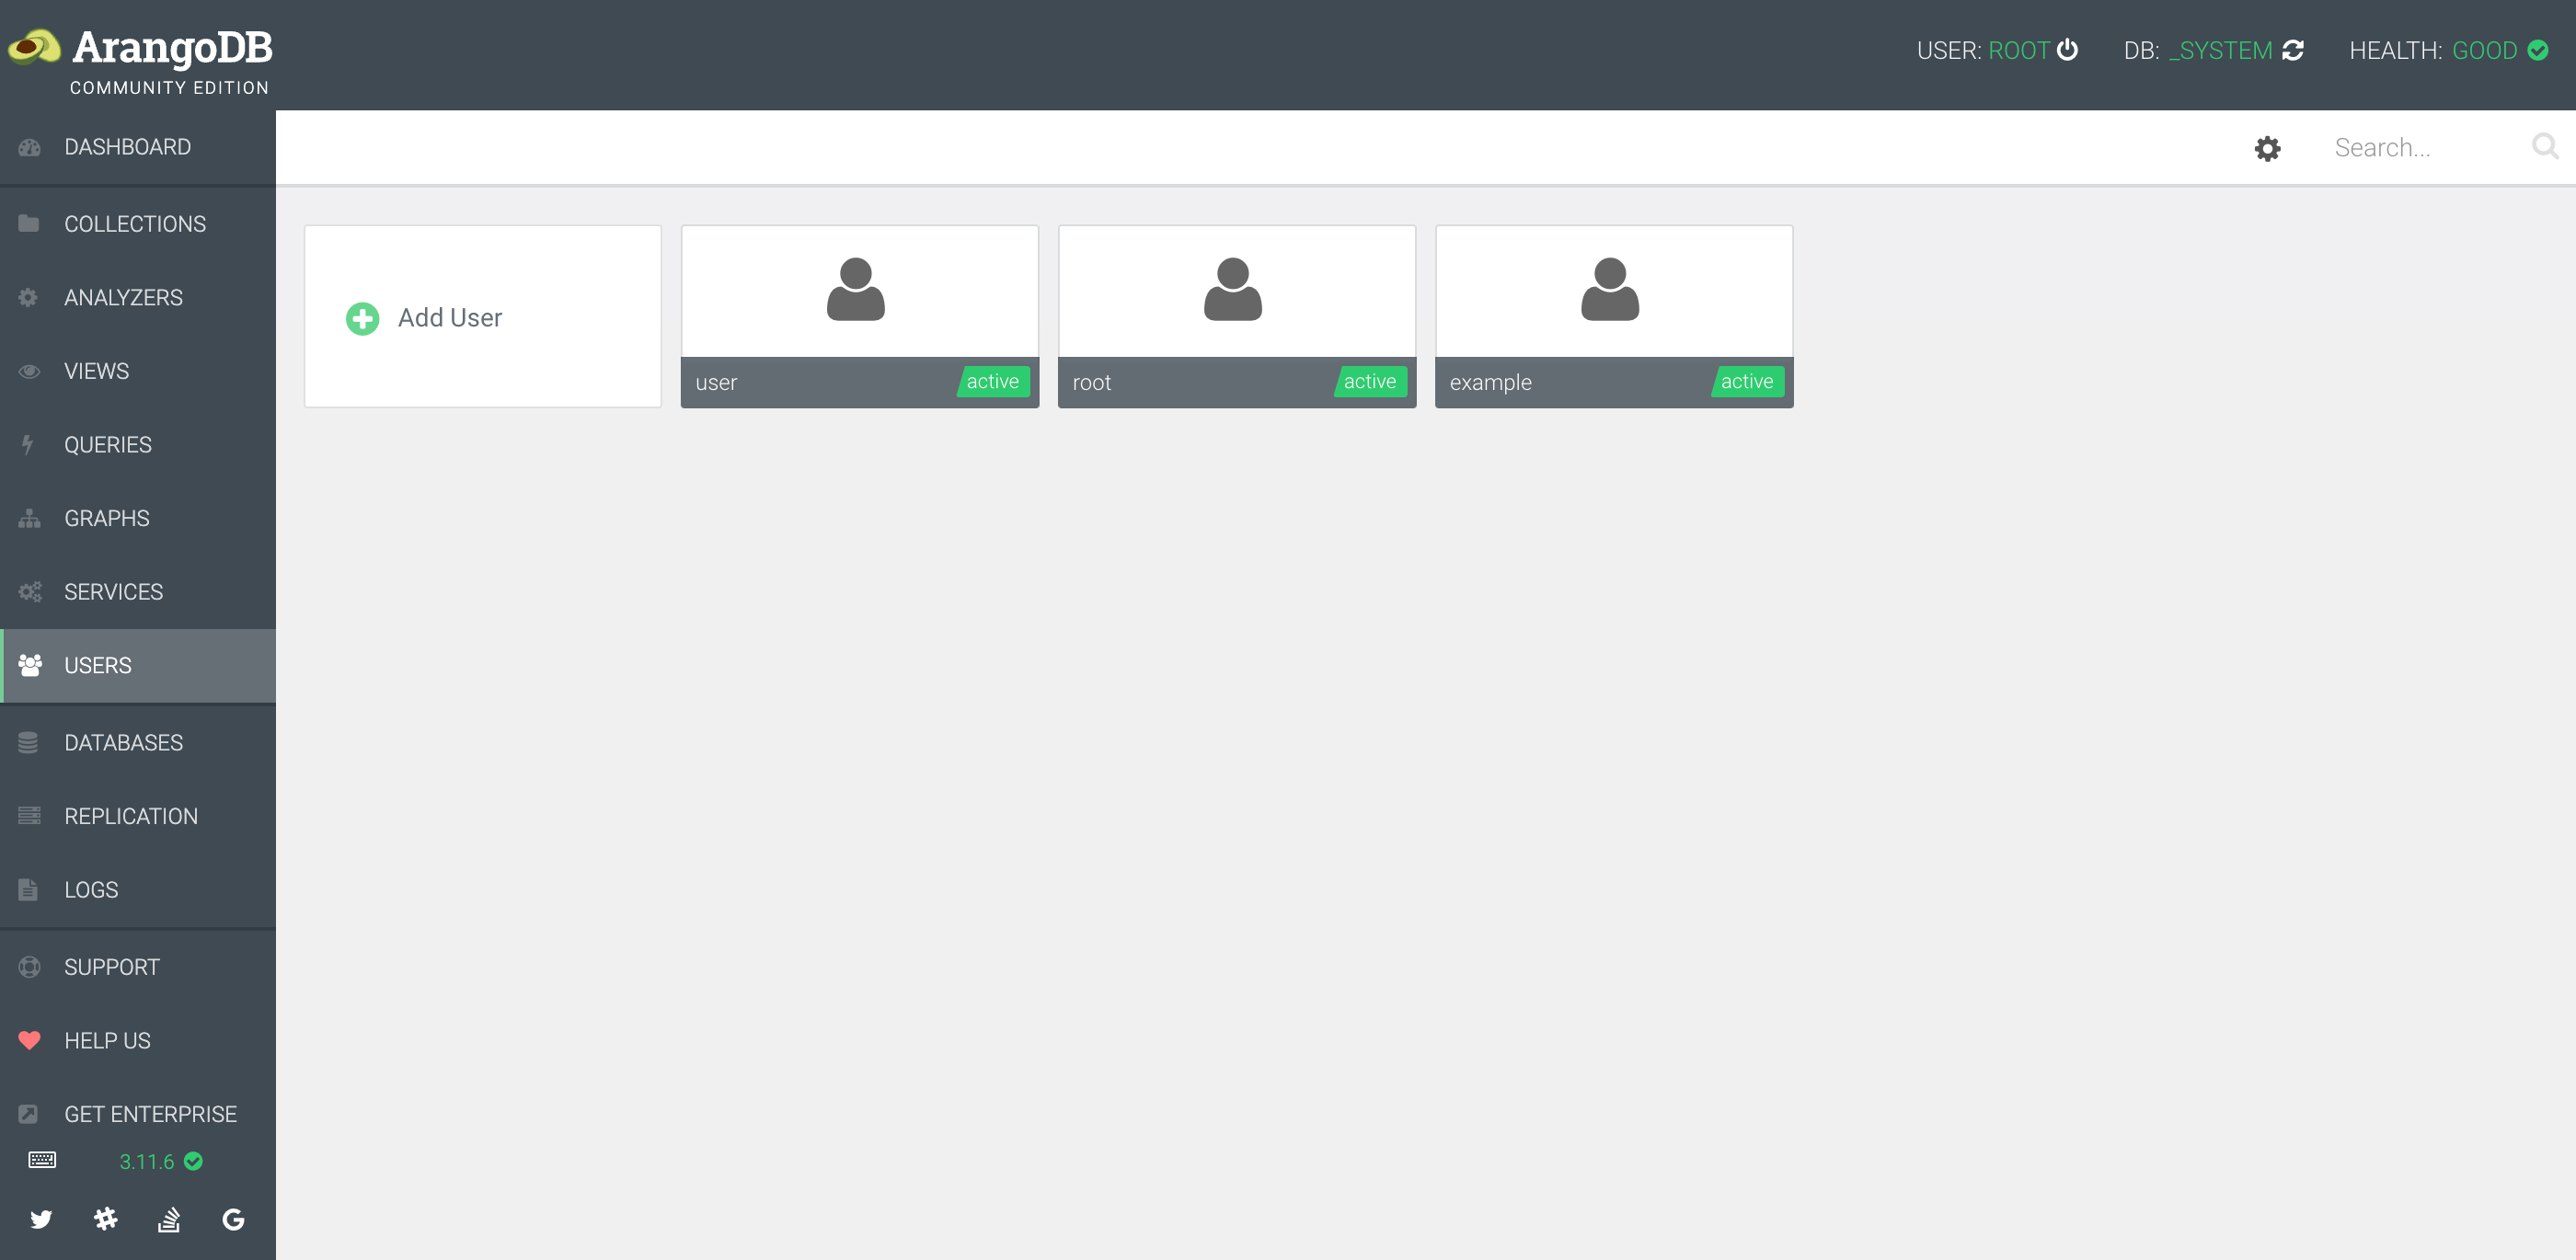 ArangoDB
COMMUNITY EDITION
USER: ROOT
DB: _SYSTEM
HEALTH: GOOD
DASHBOARD
COLLECTIONS
ANALYZERS
VIEWS
QUERIES
GRAPHS
SERVICES
USERS
DATABASES
REPLICATION
LOGS
SUPPORT
HELP US
GET ENTERPRISE
3.11.6
Search...
Add User
user active
root active
example active